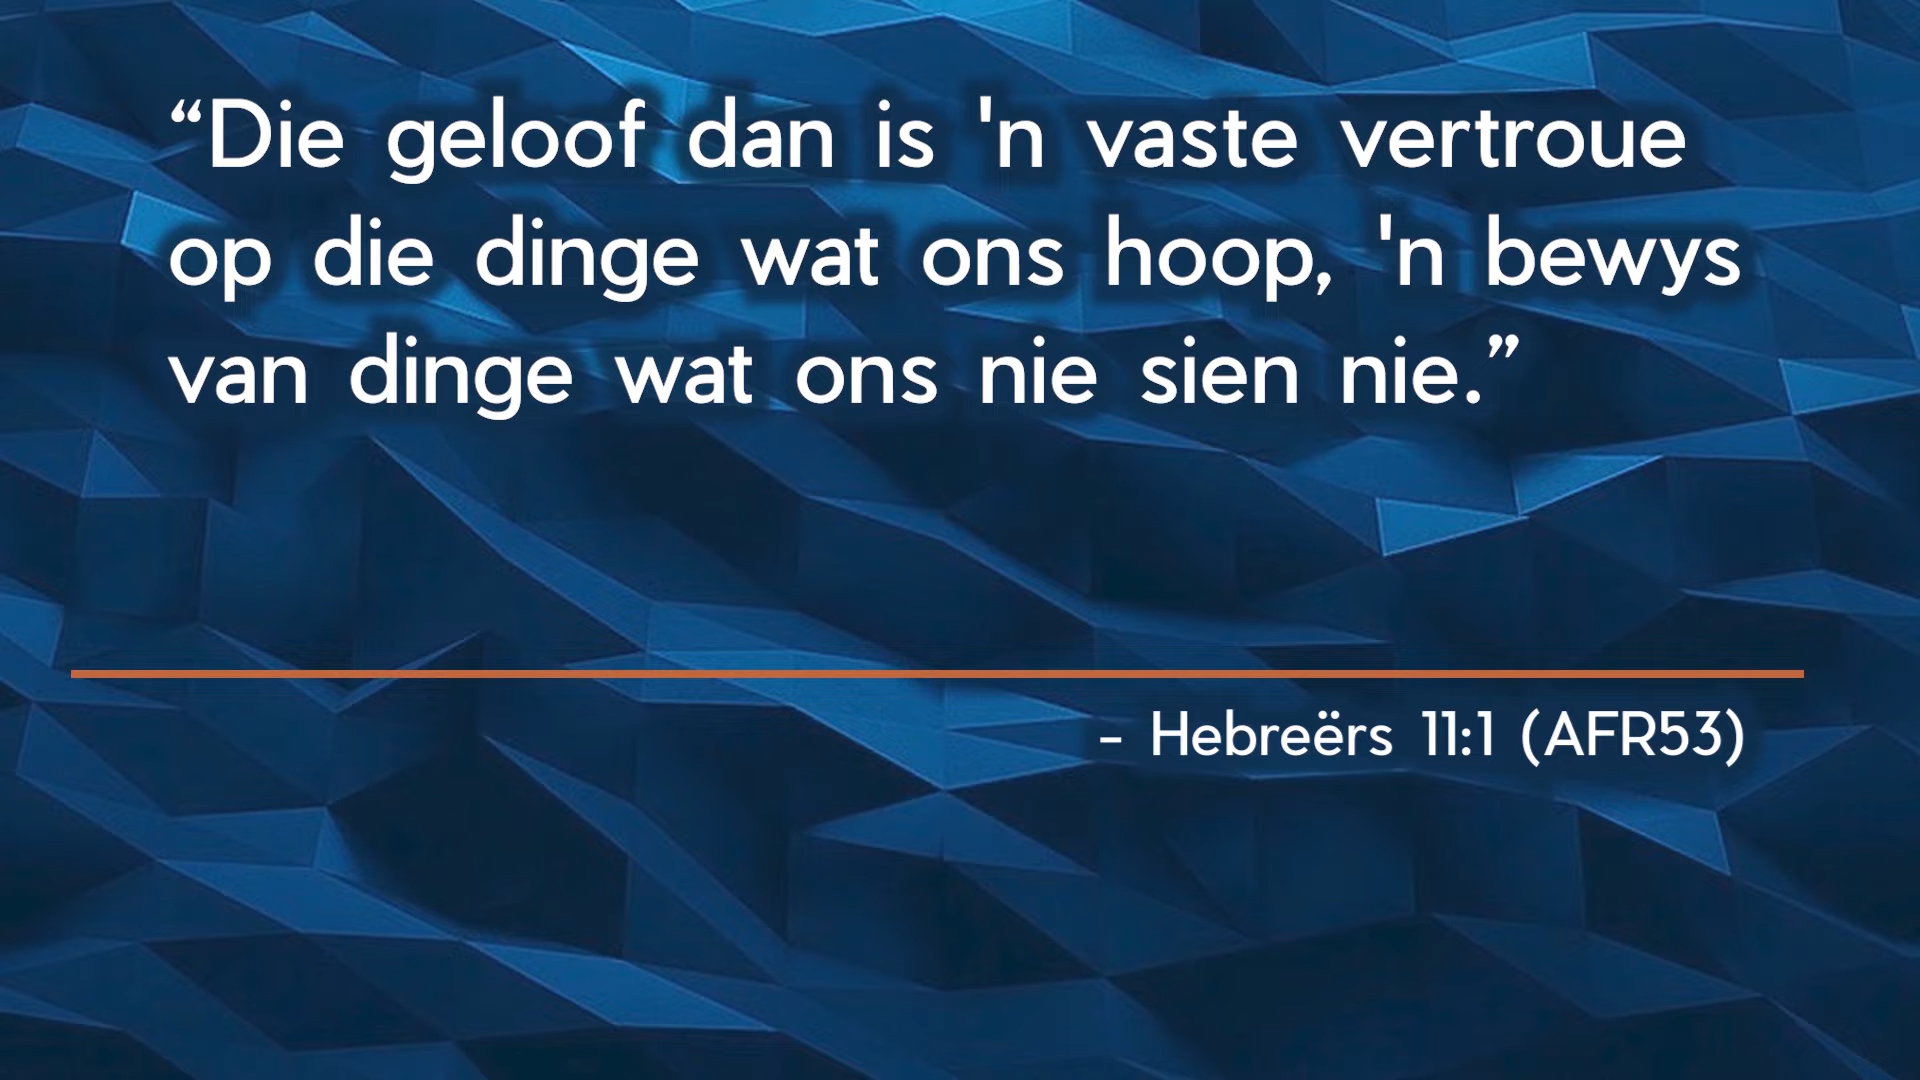 “Die geloof dan is 'n vaste vertroue
op die dinge wat ons hoop, 'n bewys
van dinge wat ons nie sien nie.”
- Hebreërs 11:1 (AFR53)